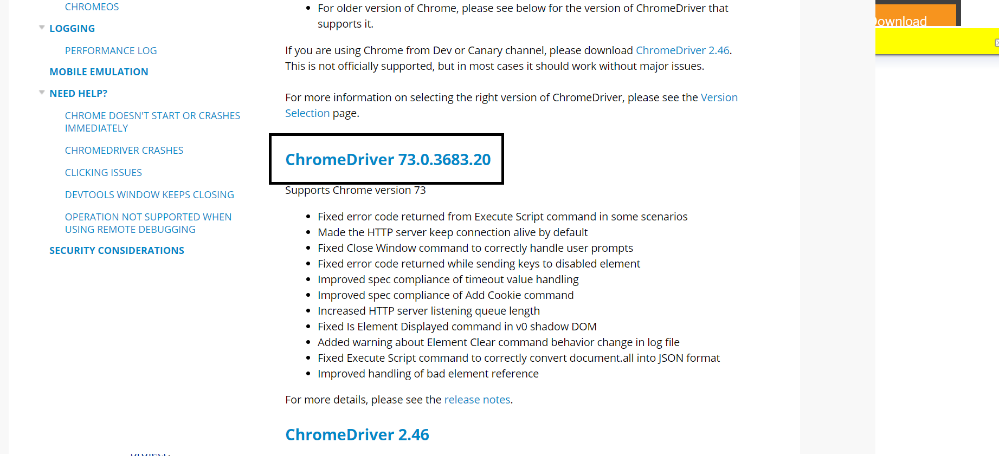 CHROMEOS
LOGGING
PERFORMANCE LOG
MOBILE EMULATION
NEED HELP?
CHROME DOESN'T START OR CRASHES
IMMEDIATELY
CHROMEDRIVER CRASHES
CLICKING ISSUES
DEVTOOLS WINDOW KEEPS CLOSING
OPERATION NOT SUPPORTED WHEN
USING REMOTE DEBUGGING
SECURITY CONSIDERATIONS
For older version of Chrome, please see below for the version of ChromeDriver that
supports it.
If you are using Chrome from Dev or Canary channel, please download ChromeDriver 2.46.
This is not officially supported, but in most cases it should work without major issues.
For more information on selecting the right version of ChromeDriver, please see the Version
Selection page.
ChromeDriver 73.0.3683.20
Supports Chrome version 73
Fixed error code returned from Execute Script command in some scenarios
Made the HTTP server keep connection alive by default
Fixed Close Window command to correctly handle user prompts
Fixed error code returned while sending keys to disabled element
Improved spec compliance of timeout value handling
Improved spec compliance of Add Cookie command
Increased HTTP server listening queue length
Fixed Is Element Displayed command in v0 shadow DOM
Added warning about Element Clear command behavior change in log file
Fixed Execute Script command to correctly convert document.all into JSON format
Improved handling of bad element reference
For more details, please see the release notes.
ChromeDriver 2.46
Download